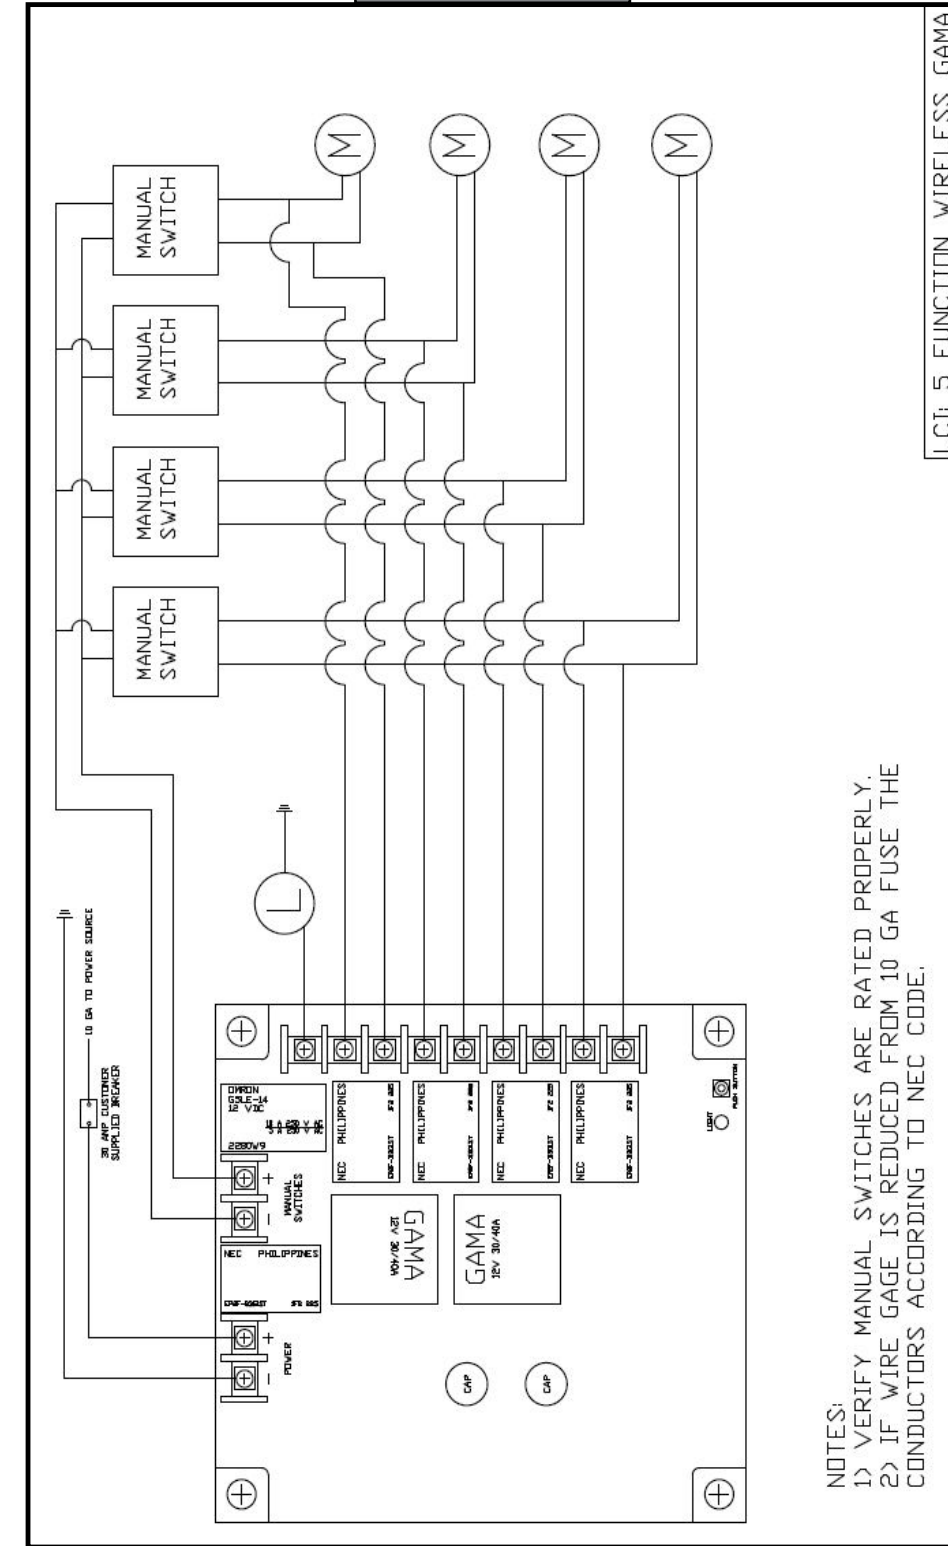 MANUAL
SWITCH
MANUAL
SWITCH
MANUAL
SWITCH
MANUAL
SWITCH
M
M
M
M
10 GA TO POWER SOURCE
30 AMP CUSTOMER
SUPPLIED BREAKER
L
OMRON
G5LE-14
12 VDC
2280W9
+
-
MANUAL
SWITCHES
NEC PHILIPPINES
+
-
POWER
NEC PHILIPPINES
NEC PHILIPPINES
NEC PHILIPPINES
NEC PHILIPPINES
GAMA
12V 30/40A
GAMA
12V 30/40A
CAP
CAP
LIGHT
PUSH BUTTON
NOTES:
1) VERIFY MANUAL SWITCHES ARE RATED PROPERLY.
2) IF WIRE GAGE IS REDUCED FROM 10 GA FUSE THE
CONDUCTORS ACCORDING TO NEC CODE.
LCI: 5 FUNCTION WIRELESS GAMA